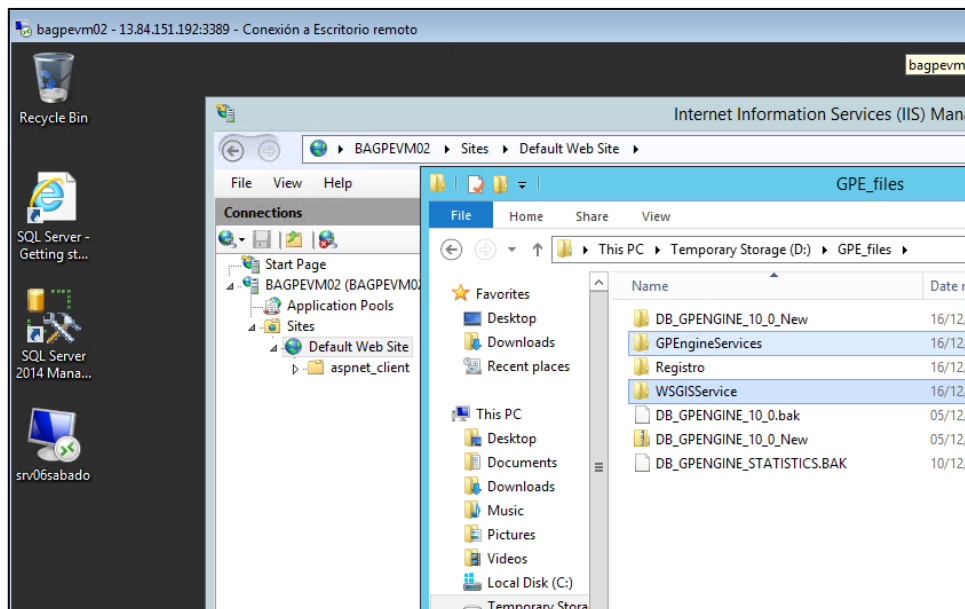 bagpevm02 - 13.84.151.192:3389 - Conexión a Escritorio remoto
bagpevm
Recycle Bin
SQL Server -
Getting st...
SQL Server
2014 Mana...
srv06sabado
Internet Information Services (IIS) Mana
BAGPEVM02 Sites Default Web Site
File View Help
Connections
Start Page
BAGPEVM02 (BAGPEVM02
Application Pools
Sites
Default Web Site
aspnet_client
GPE_files
File Home Share View
This PC Temporary Storage (D:) GPE_files
Favorites
Desktop
Downloads
Recent places
This PC
Desktop
Documents
Downloads
Music
Pictures
Videos
Local Disk (C:)
Temporary Stora
Name Date
DB_GPENGINE_10_0_New 16/12/
GPEngineServices 16/12/
Registro 16/12/
WSGISService 16/12/
DB_GPENGINE_10_0.bak 05/12/
DB_GPENGINE_10_0_New 05/12/
DB_GPENGINE_STATISTICS.BAK 10/12/